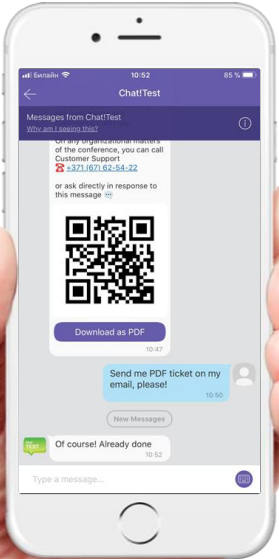 Билайн 10:52 85 %
Chat!Test
Messages from Chat!Test
Why am I seeing this?
On any organizational matters
of the conference, you can call
Customer Support
☎ +371 (67) 62-54-22
or ask directly in response to
this message 💬
Download as PDF
10:47
Send me PDF ticket on my
email, please!
10:50
New Messages
TEXT
Of course! Already done
10:52
Type a message...